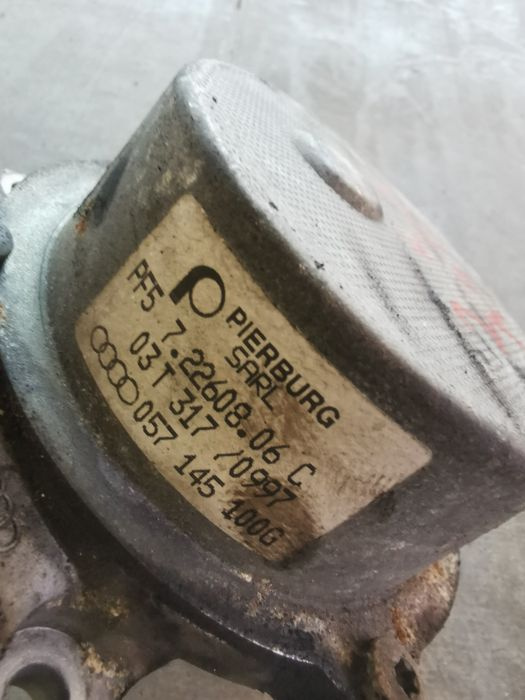 PIERBURG
SARL
PF5 7.22608.06 C
03T 317 /0997
057 145 100G